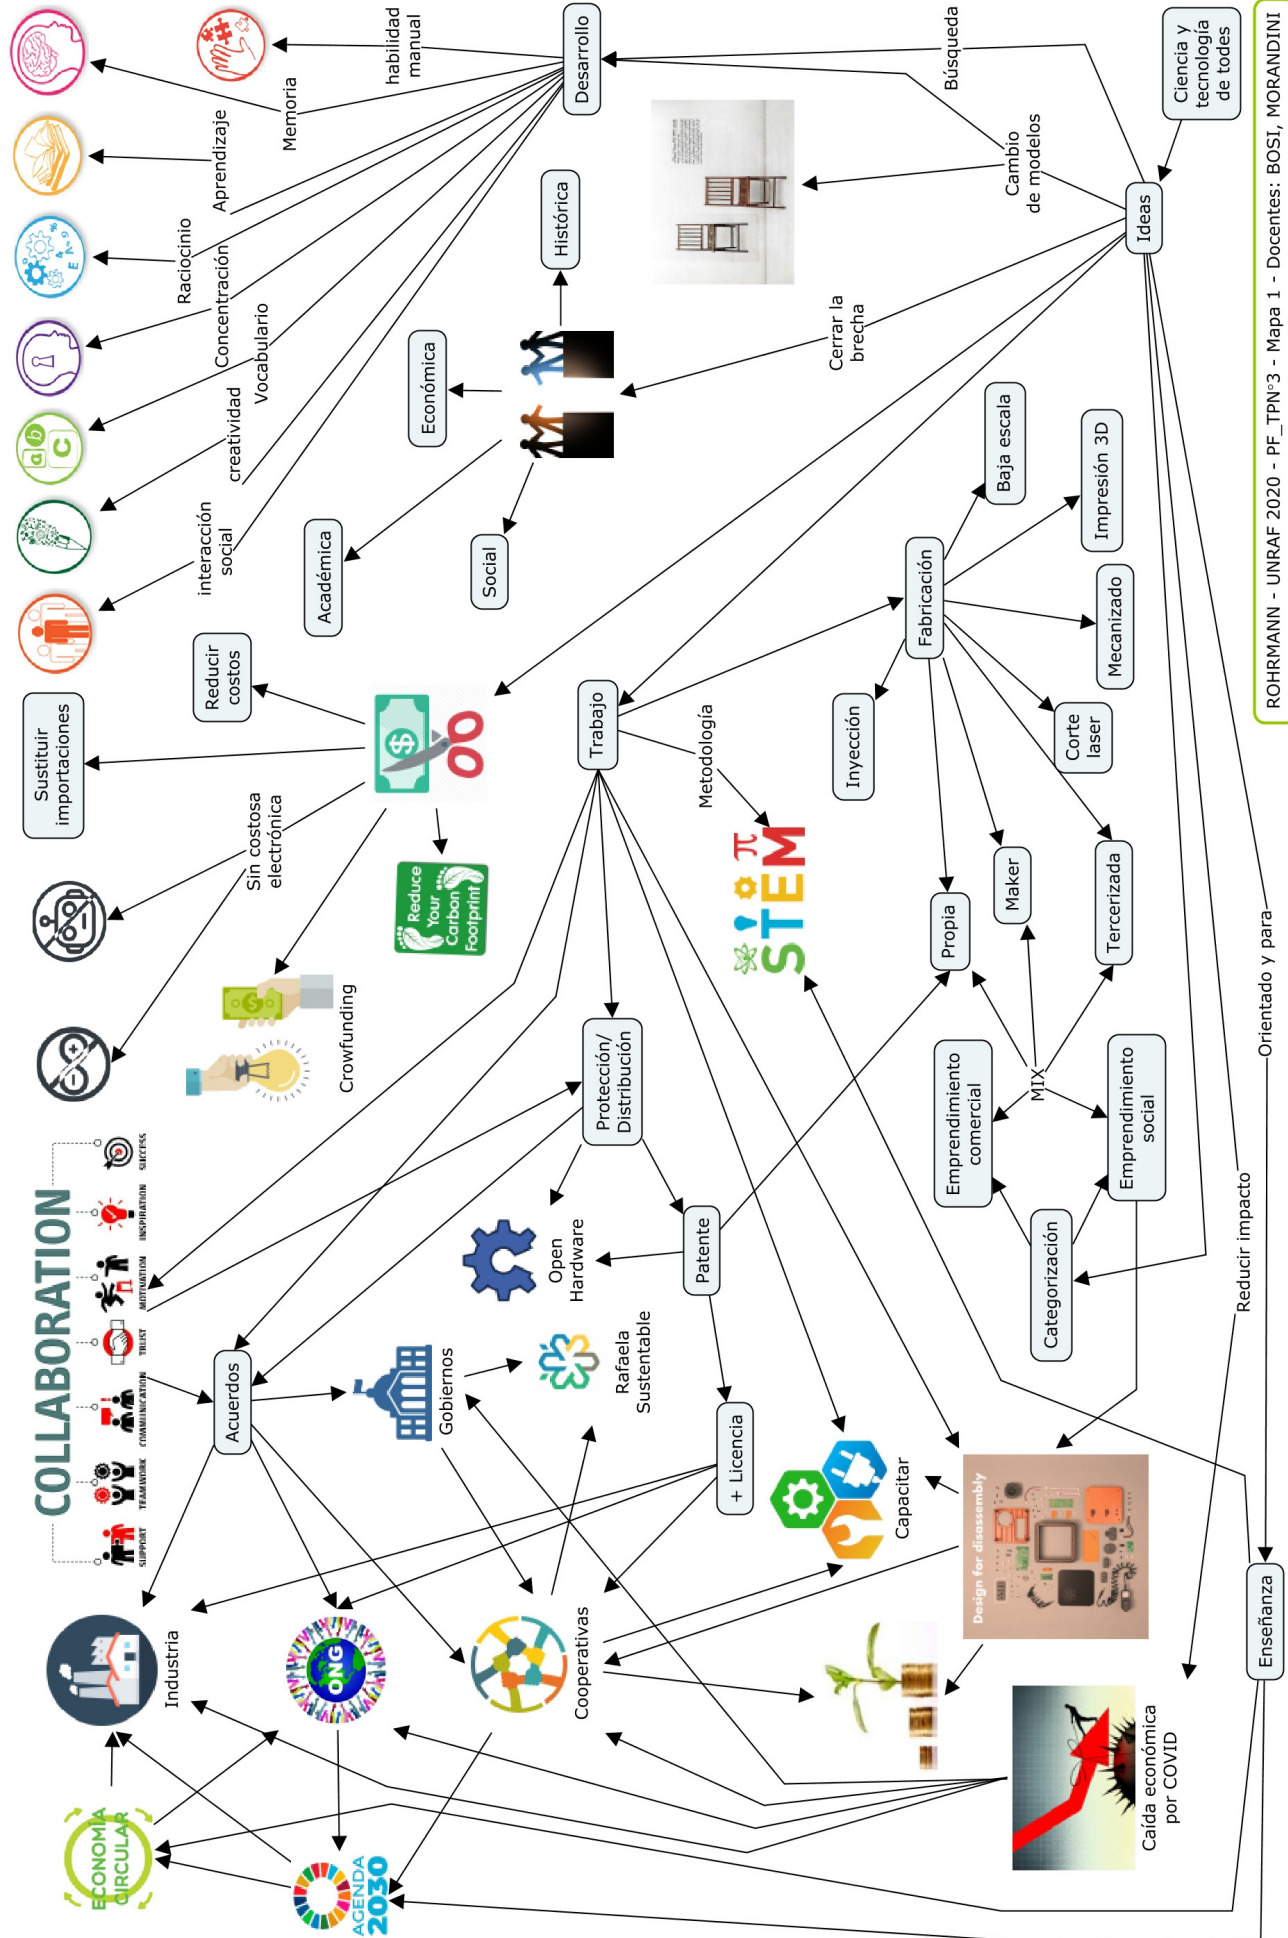 Ciencia y
tecnología
de todes
Ideas
Búsqueda
Cambio
de modelos
Cerrar la
brecha
Desarrollo
habilidad
manual
Memoria
Aprendizaje
Raciocinio
Concentración
Vocabulario
creatividad
interacción
social
a b
c
Histórica
Económica
Académica
Social
Reducir
costos
Sustituir
importaciones
Sin costosa
electrónica
Crowfunding
Reduce
Your
Carbon
Footprint
Trabajo
Metodología
STEM
π
Fabricación
Baja escala
Impresión 3D
Mecanizado
Corte
laser
Inyección
Propia
Maker
Tercerizada
MIX
Emprendimiento
comercial
Emprendimiento
social
Categorización
Protección/
Distribución
Open
Hardware
Patente
+ Licencia
COLLABORATION
SUPPORT
TEAMWORK
COMMUNICATION
TRUST
MOTIVATION
INSPIRATION
SUCCESS
Acuerdos
Gobiernos
Rafaela
Sustentable
Industria
ONG
Cooperativas
Capacitar
Design for disassembly
ECONOMÍA
CIRCULAR
AGENDA
2030
Caída económica
por COVID
Enseñanza
Reducir impacto
Orientado y para
ROHRMANN - UNRAF 2020 - PF_TPN°3 - Mapa 1 - Docentes: BOSI, MORANDINI